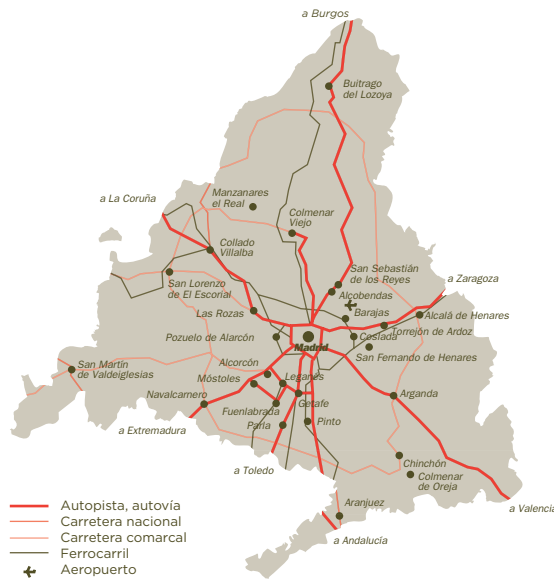 a Burgos
Buitrago
del Lozoya
a La Coruña
Manzanares
el Real
Colmenar
Viejo
Collado
Villalba
San Sebastián
de los Reyes
a Zaragoza
San Lorenzo
de El Escorial
Alcobendas
Barajas
Alcalá de Henares
Las Rozas
Torrejón de Ardoz
Pozuelo de Alarcón
Madrid
Coslada
San Fernando de Henares
San Martín
de Valdeiglesias
Alcorcón
Leganés
Móstoles
Navalcarnero
Getafe
Arganda
Fuenlabrada
Parla
Pinto
a Extremadura
a Toledo
Chinchón
Colmenar
de Oreja
Aranjuez
a Valencia
a Andalucía
Autopista, autovía
Carretera nacional
Carretera comarcal
Ferrocarril
Aeropuerto